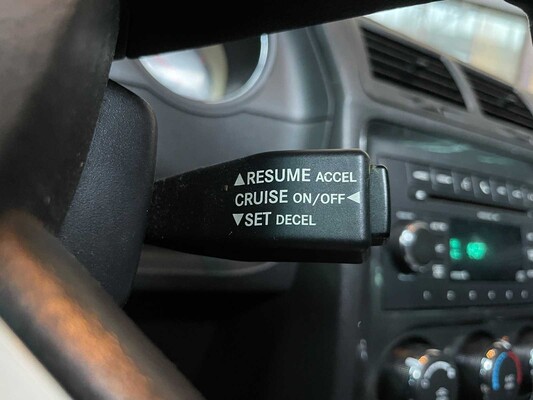 ▲RESUME ACCEL
CRUISE ON/OFF◀
▼SET DECEL